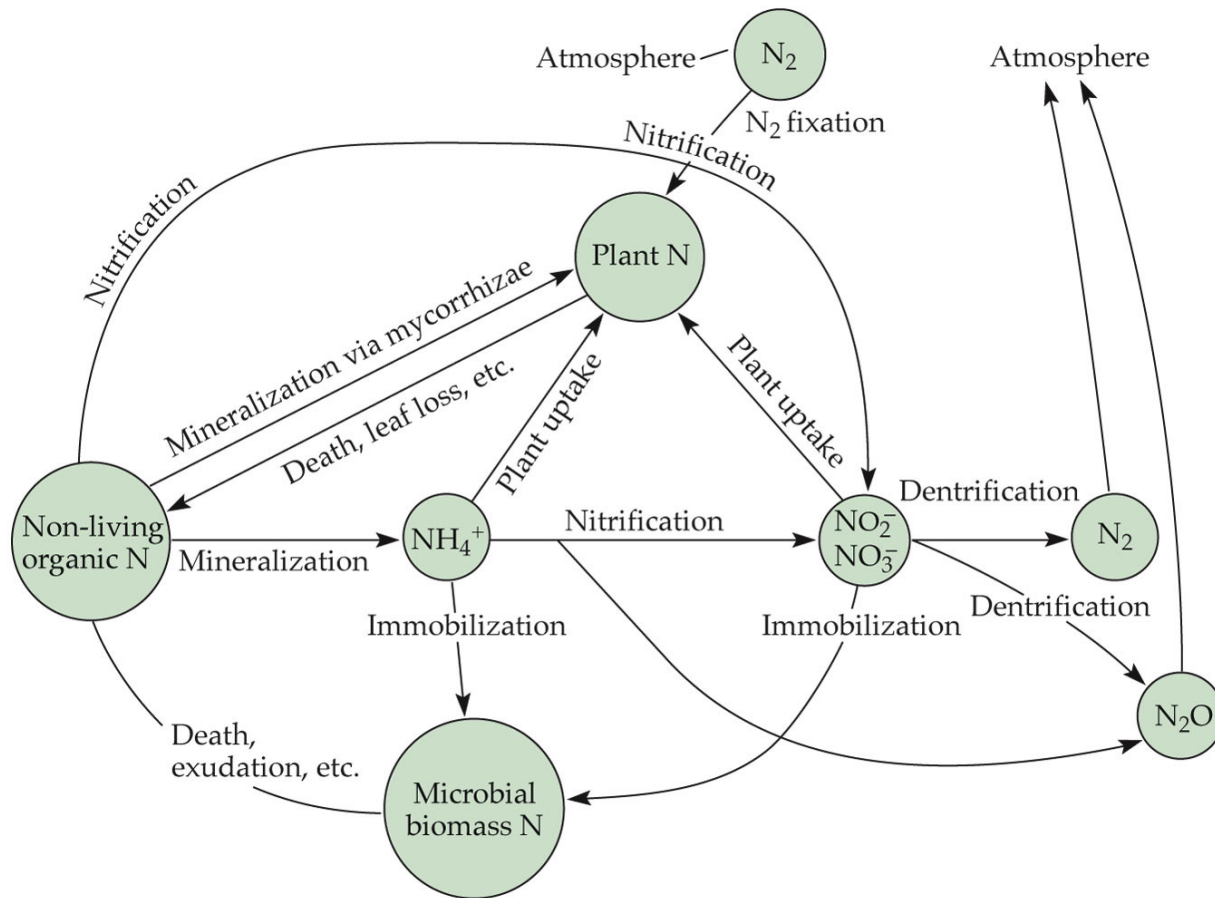 Atmosphere
N₂
Atmosphere
N₂ fixation
Nitrification
Nitrification
Plant N
Mineralization via mycorrhizae
Death, leaf loss, etc.
Plant uptake
Plant uptake
Non-living
organic N
Mineralization
NH₄⁺
Nitrification
NO₂⁻
NO₃⁻
Dentrification
N₂
Immobilization
Immobilization
Dentrification
N₂O
Death,
exudation, etc.
Microbial
biomass N